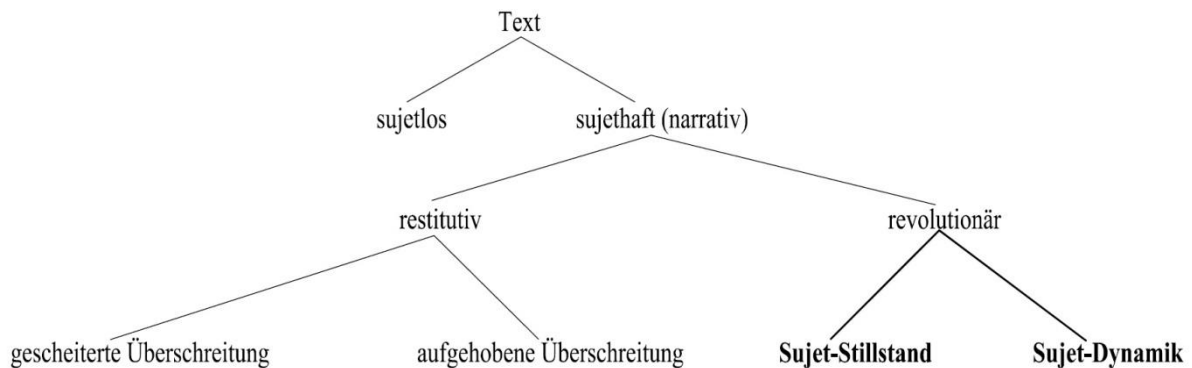 Text
sujetlos sujethaft (narrativ)
restitutiv revolutionär
gescheiterte Überschreitung aufgehobene Überschreitung Sujet-Stillstand Sujet-Dynamik